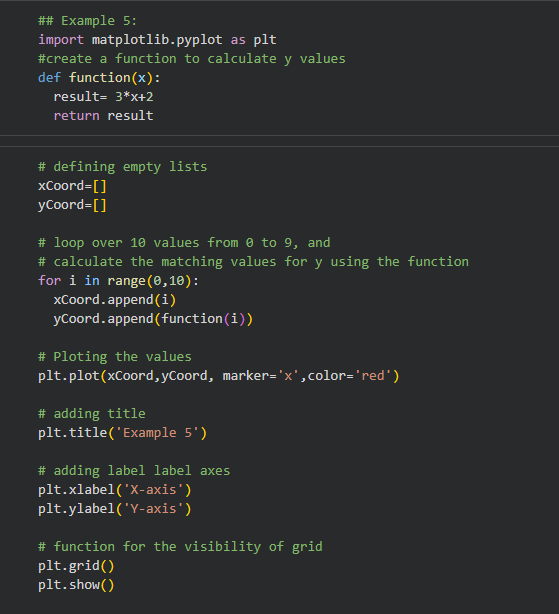 ## Example 5:
import matplotlib.pyplot as plt
#create a function to calculate y values
def function(x):
  result= 3*x+2
  return result
# defining empty lists
xCoord=[]
yCoord=[]
# loop over 10 values from 0 to 9, and
# calculate the matching values for y using the function
for i in range(0,10):
  xCoord.append(i)
  yCoord.append(function(i))
# Ploting the values
plt.plot(xCoord,yCoord, marker='x',color='red')
# adding title
plt.title('Example 5')
# adding label label axes
plt.xlabel('X-axis')
plt.ylabel('Y-axis')
# function for the visibility of grid
plt.grid()
plt.show()